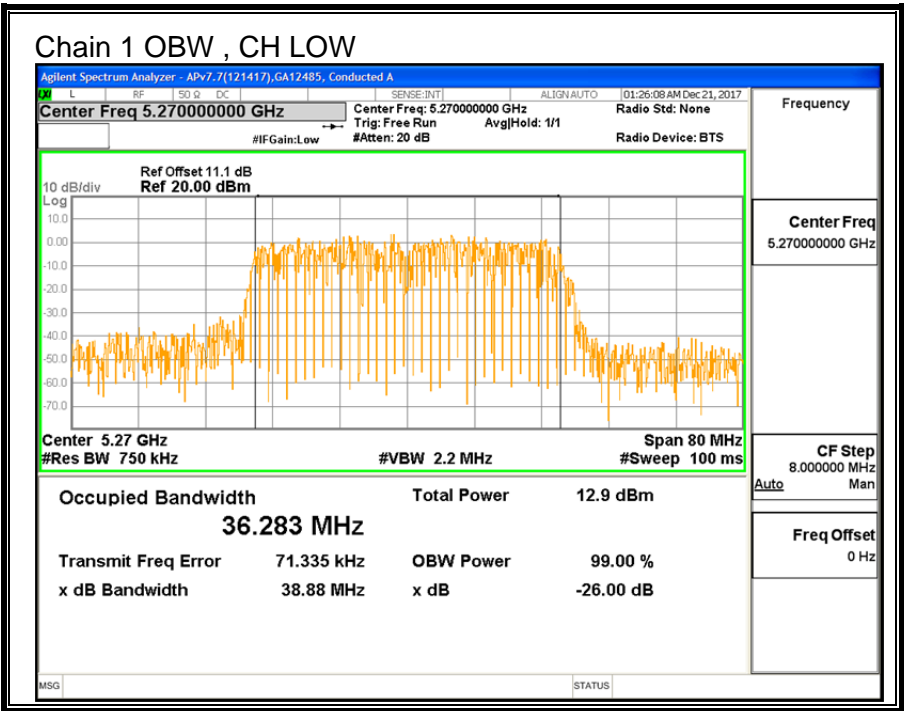 Chain 1 OBW , CH LOW
Agilent Spectrum Analyzer - APv7.7(121417),GA12485, Conducted A
LXI L RF 50 Ω DC SENSE:INT ALIGN AUTO 01:26:08 AM Dec 21, 2017
Center Freq 5.270000000 GHz
Center Freq: 5.270000000 GHz
Radio Std: None
Trig: Free Run Avg|Hold: 1/1
#IFGain:Low
#Atten: 20 dB
Radio Device: BTS
Ref Offset 11.1 dB
10 dB/div Ref 20.00 dBm
Log
10.0
0.00
-10.0
-20.0
-30.0
-40.0
-50.0
-60.0
-70.0
Center 5.27 GHz Span 80 MHz
#Res BW 750 kHz #VBW 2.2 MHz #Sweep 100 ms
Occupied Bandwidth Total Power 12.9 dBm
36.283 MHz
Transmit Freq Error 71.335 kHz OBW Power 99.00 %
x dB Bandwidth 38.88 MHz x dB -26.00 dB
Frequency
Center Freq
5.270000000 GHz
CF Step
8.000000 MHz
Auto Man
Freq Offset
0 Hz
MSG STATUS